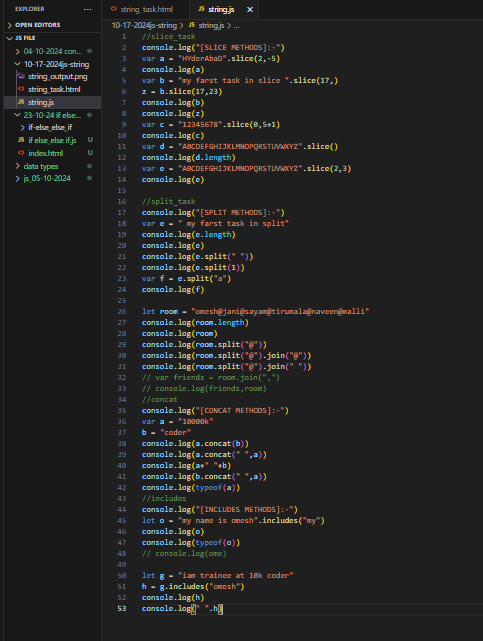 EXPLORER ...
OPEN EDITORS
JS FILE
04-10-2024 con...
10-17-2024js-string
string_output.png
string_task.html
JS string.js
23-10-24 if else...
if-else_else_if
JS if else_else if.js U
index.html U
data types
js_05-10-2024
string_task.html JS string.js ×
10-17-2024js-string > JS string.js > ...
1 //slice_task
2 console.log("[SLICE METHODS]:-")
3 var a = "HYderAbaD".slice(2,-5)
4 console.log(a)
5 var b = "my farst task in slice ".slice(17,)
6 z = b.slice(17,23)
7 console.log(b)
8 console.log(z)
9 var c = "12345678".slice(0,5+1)
10 console.log(c)
11 var d = "ABCDEFGHIJKLMNOPQRSTUVWXYZ".slice()
12 console.log(d.length)
13 var e = "ABCDEFGHIJKLMNOPQRSTUVWXYZ".slice(2,3)
14 console.log(e)
15
16 //split_task
17 console.log("[SPLIT METHODS]:-")
18 var e = " my farst task in split"
19 console.log(e.length)
20 console.log(e)
21 console.log(e.split(" "))
22 console.log(e.split(1))
23 var f = e.split("a")
24 console.log(f)
25
26 let room = "omesh@jani@sayam@tirumala@naveen@malli"
27 console.log(room.length)
28 console.log(room)
29 console.log(room.split("@"))
30 console.log(room.split("@").join("@"))
31 console.log(room.split("@").join(" "))
32 // var friends = room.join(",")
33 // console.log(friends,room)
34 //concat
35 console.log("[CONCAT METHODS]:-")
36 var a = "10000k"
37 b = "coder"
38 console.log(a.concat(b))
39 console.log(a.concat(" ",a))
40 console.log(a+" "+b)
41 console.log(b.concat(" ",a))
42 console.log(typeof(a))
43 //includes
44 console.log("[INCLUDES METHODS]:-")
45 let o = "my name is omesh".includes("my")
46 console.log(o)
47 console.log(typeof(o))
48 // console.log(ome)
49
50 let g = "iam trainee at 10k coder"
51 h = g.includes("omesh")
52 console.log(h)
53 console.log(" ".h)